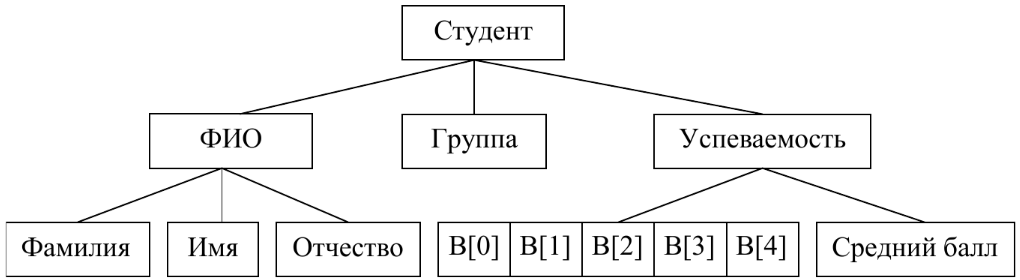 Студент
ФИО Группа Успеваемость
Фамилия Имя Отчество В[0] В[1] В[2] В[3] В[4] Средний балл